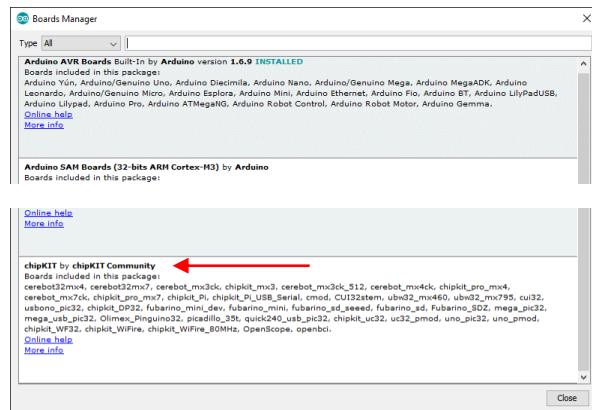 Boards Manager
Type All
Arduino AVR Boards Built-In by Arduino version 1.6.9 INSTALLED
Boards included in this package:
Arduino Yún, Arduino/Genuino Uno, Arduino Diecimila, Arduino Nano, Arduino/Genuino Mega, Arduino MegaADK, Arduino
Leonardo, Arduino/Genuino Micro, Arduino Esplora, Arduino Mini, Arduino Ethernet, Arduino Fio, Arduino BT, Arduino LilyPadUSB,
Arduino Lilypad, Arduino Pro, Arduino ATMegaNG, Arduino Robot Control, Arduino Robot Motor, Arduino Gemma.
Online help
More info
Arduino SAM Boards (32-bits ARM Cortex-M3) by Arduino
Boards included in this package:
Online help
More info
chipKIT by chipKIT Community
Boards included in this package:
cerebot32mx4, cerebot32mx7, cerebot_mx3ck, chipkit_mx3, cerebot_mx3ck_512, cerebot_mx4ck, chipkit_pro_mx4,
cerebot_mx7ck, chipkit_pro_mx7, chipkit_Pi, chipkit_Pi_USB_Serial, cmod, CUI32stem, ubw32_mx460, ubw32_mx795, cui32,
usbono_pic32, chipkit_DP32, fubarino_mini_dev, fubarino_mini, fubarino_sd_seeed, fubarino_sd, Fubarino_SDZ, mega_pic32,
mega_usb_pic32, Olimex_Pinguino32, picadillo_35t, quick240_usb_pic32, chipkit_uc32, uc32_pmod, uno_pic32, uno_pmod,
chipkit_WF32, chipkit_WiFire, chipkit_WiFire_80MHz, OpenScope, openbci.
Online help
More info
Close